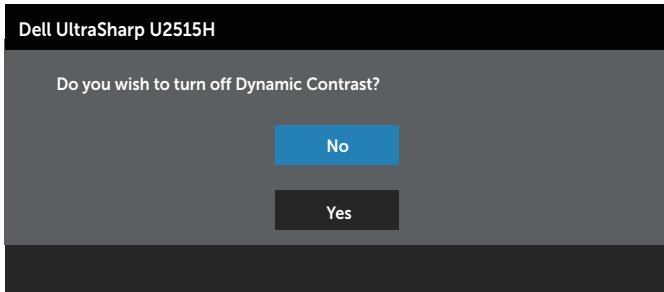 Dell UltraSharp U2515H
Do you wish to turn off Dynamic Contrast?
No
Yes